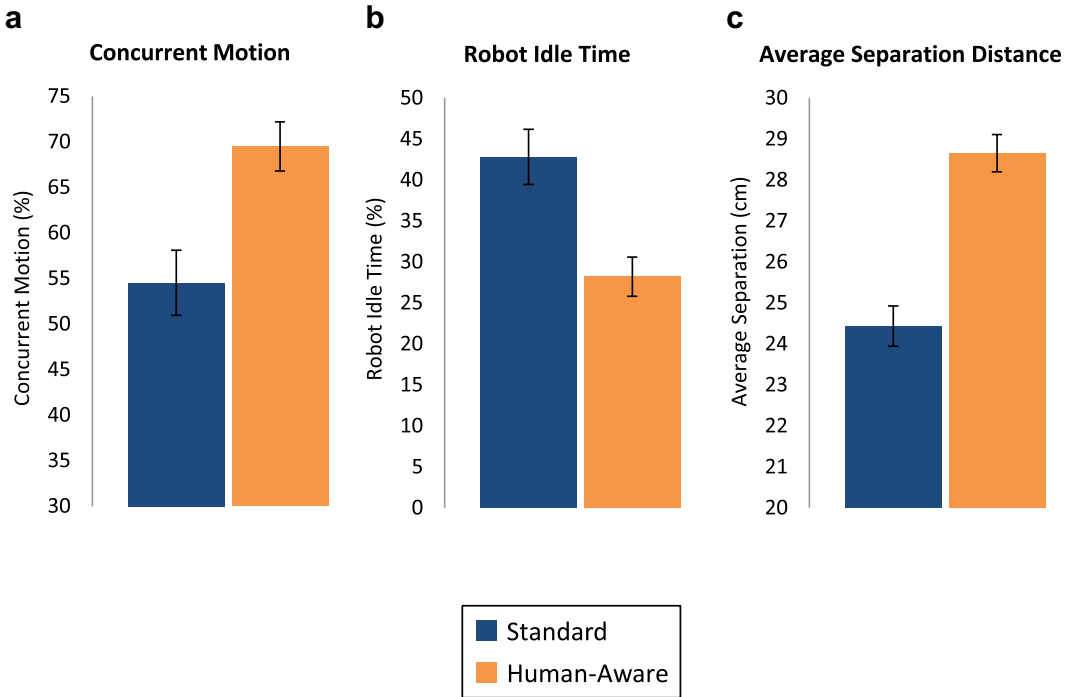 a
Concurrent Motion
Concurrent Motion (%)
75
70
65
60
55
50
45
40
35
30
b
Robot Idle Time
Robot Idle Time (%)
50
45
40
35
30
25
20
15
10
5
0
c
Average Separation Distance
Average Separation (cm)
30
29
28
27
26
25
24
23
22
21
20
Standard
Human-Aware